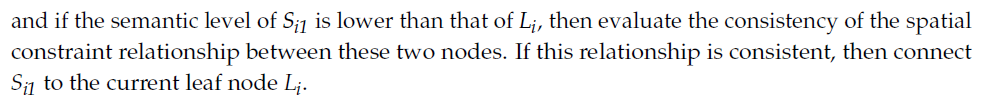 and if the semantic level of S_{i1} is lower than that of L_i, then evaluate the consistency of the spatial
constraint relationship between these two nodes. If this relationship is consistent, then connect
S_{i1} to the current leaf node L_i.